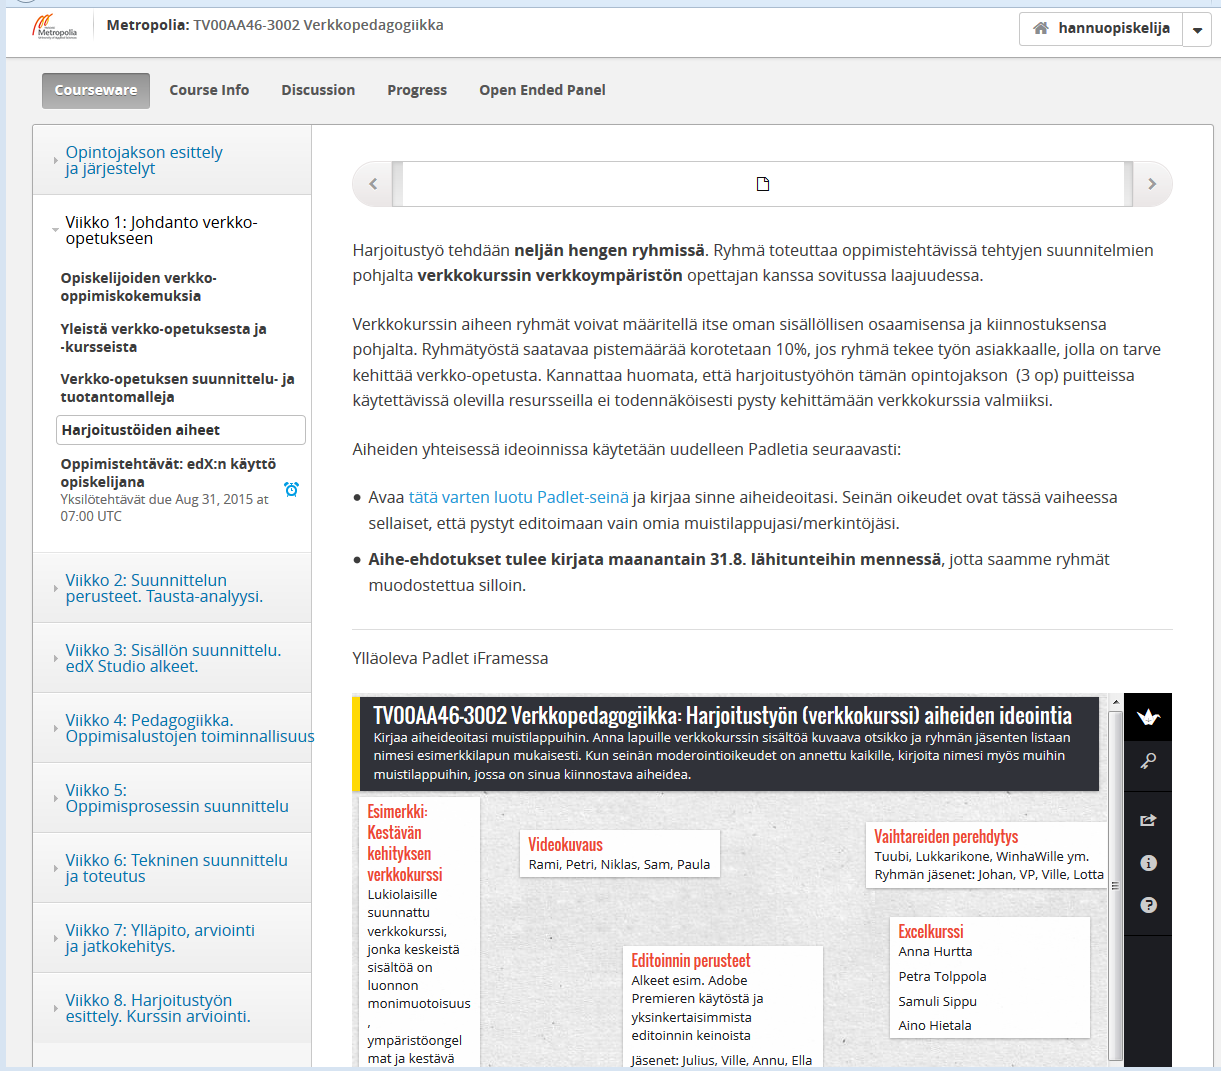 Metropolia
University of Applied Sciences
Metropolia: TV00AA46-3002 Verkkopedagogiikka
hannuopiskelija
Courseware
Course Info
Discussion
Progress
Open Ended Panel
Opintojakson esittely
ja järjestelyt
Viikko 1: Johdanto verkko-
opetukseen
Opiskelijoiden verkko-
oppimiskokemuksia
Yleistä verkko-opetuksesta ja
-kursseista
Verkko-opetuksen suunnittelu- ja
tuotantomalleja
Harjoitustöiden aiheet
Oppimistehtävät: edX:n käyttö
opiskelijana
Yksilötehtävät due Aug 31, 2015 at
07:00 UTC
Viikko 2: Suunnittelun
perusteet. Tausta-analyysi.
Viikko 3: Sisällön suunnittelu.
edX Studio alkeet.
Viikko 4: Pedagogiikka.
Oppimisalustojen toiminnallisuus
Viikko 5:
Oppimisprosessin suunnittelu
Viikko 6: Tekninen suunnittelu
ja toteutus
Viikko 7: Ylläpito, arviointi
ja jatkokehitys.
Viikko 8. Harjoitustyön
esittely. Kurssin arviointi.
Harjoitustyö tehdään neljän hengen ryhmissä. Ryhmä toteuttaa oppimistehtävissä tehtyjen suunnitelmien
pohjalta verkkokurssin verkkoympäristön opettajan kanssa sovitussa laajuudessa.
Verkkokurssin aiheen ryhmät voivat määritellä itse oman sisällöllisen osaamisensa ja kiinnostuksensa
pohjalta. Ryhmätyöstä saatavaa pistemäärää korotetaan 10%, jos ryhmä tekee työn asiakkaalle, jolla on tarve
kehittää verkko-opetusta. Kannattaa huomata, että harjoitustyöhön tämän opintojakson (3 op) puitteissa
käytettävissä olevilla resursseilla ei todennäköisesti pysty kehittämään verkkokurssia valmiiksi.
Aiheiden yhteisessä ideoinnissa käytetään uudelleen Padletia seuraavasti:
• Avaa tätä varten luotu Padlet-seinä ja kirjaa sinne aiheideoitasi. Seinän oikeudet ovat tässä vaiheessa
sellaiset, että pystyt editoimaan vain omia muistilappujasi/merkintöjäsi.
• Aihe-ehdotukset tulee kirjata maanantain 31.8. lähitunteihin mennessä, jotta saamme ryhmät
muodostettua silloin.
Ylläoleva Padlet iFramessa
TV00AA46-3002 Verkkopedagogiikka: Harjoitustyön (verkkokurssi) aiheiden ideointia
Kirjaa aiheideoitasi muistilappuihin. Anna lapuille verkkokurssin sisältöä kuvaava otsikko ja ryhmän jäsenten listaan
nimesi esimerkkilapun mukaisesti. Kun seinän moderointioikeudet on annettu kaikille, kirjoita nimesi myös muihin
muistilappuihin, jossa on sinua kiinnostava aiheidea.
Esimerkki:
Kestävän
kehityksen
verkkokurssi
Lukiolaisille
suunnattu
verkkokurssi,
jonka keskeistä
sisältöä on
luonnon
monimuotoisuus
,
ympäristöongel
mat ja kestävä
Videokuvaus
Rami, Petri, Niklas, Sam, Paula
Editoinnin perusteet
Alkeet esim. Adobe
Premieren käytöstä ja
yksinkertaisimmista
editoinnin keinoista
Jäsenet: Julius, Ville, Annu, Ella
Vaihtareiden perehdytys
Tuubi, Lukkarikone, WinhaWille ym.
Ryhmän jäsenet: Johan, VP, Ville, Lotta
Excelkurssi
Anna Hurtta
Petra Tolppola
Samuli Sippu
Aino Hietala